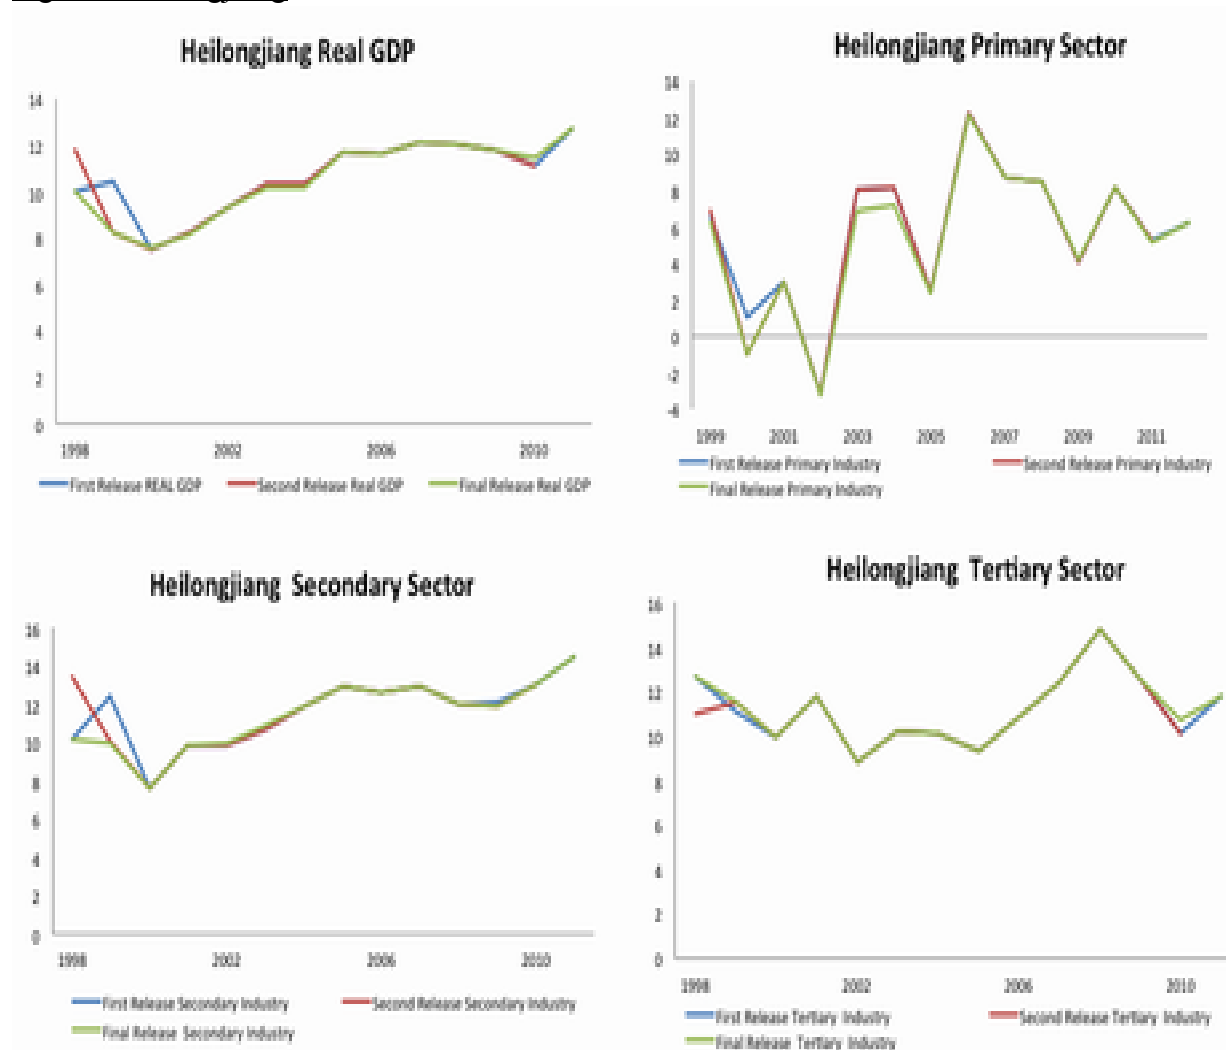 Heilongjiang Real GDP
14
12
10
8
6
4
2
0
1998 2002 2006 2010
First Release REAL GDP Second Release Real GDP Final Release Real GDP
Heilongjiang Primary Sector
14
12
10
8
6
4
2
0
-2
-4
1999 2001 2003 2005 2007 2009 2011
First Release Primary Industry Second Release Primary Industry
Final Release Primary Industry
Heilongjiang Secondary Sector
16
14
12
10
8
6
4
2
0
1998 2002 2006 2010
First Release Secondary Industry Second Release Secondary Industry
Final Release Secondary Industry
Heilongjiang Tertiary Sector
16
14
12
10
8
6
4
2
0
1998 2002 2006 2010
First Release Tertiary Industry Second Release Tertiary Industry
Final Release Tertiary Industry